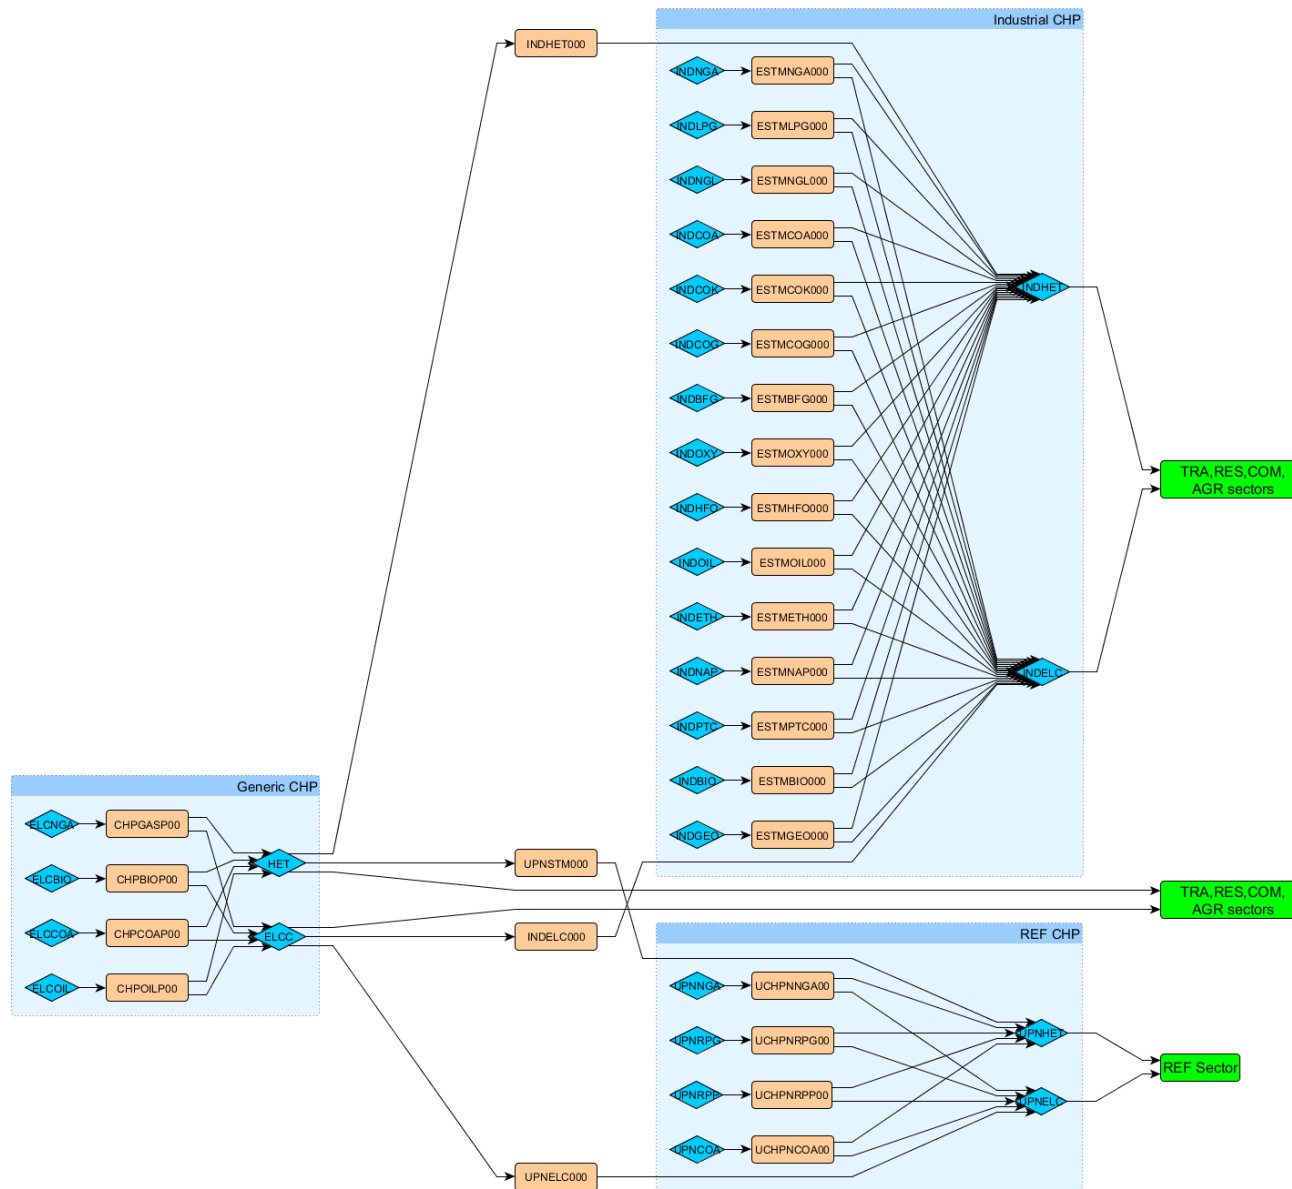 Industrial CHP
INDHET000
INDNGA
ESTMNGA000
INDLPG
ESTMLPG000
INDNGL
ESTMNGL000
INDCOA
ESTMCOA000
INDCOK
ESTMCOK000
INDHET
INDCOG
ESTMCOG000
INDBFG
ESTMBFG000
INDOXY
ESTMOXY000
TRA,RES,COM,
AGR sectors
INDHFO
ESTMHFO000
INDOIL
ESTMOIL000
INDETH
ESTMETH000
INDNAP
ESTMNAP000
INDELC
INDPTC
ESTMPTC000
INDBIO
ESTMBIO000
INDGEO
ESTMGEO000
Generic CHP
ELCNGA
CHPGASP00
HET
ELCBIO
CHPBIOP00
ELCCOA
CHPCOAP00
ELCC
ELCOIL
CHPOILP00
UPNSTM000
INDELC000
TRA,RES,COM,
AGR sectors
REF CHP
UPNNGA
UCHPNNGA00
UPNHET
UPNRPG
UCHPNRPG00
REF Sector
UPNRPP
UCHPNRPP00
UPNELC
UPNCOA
UCHPNCOA00
UPNELC000